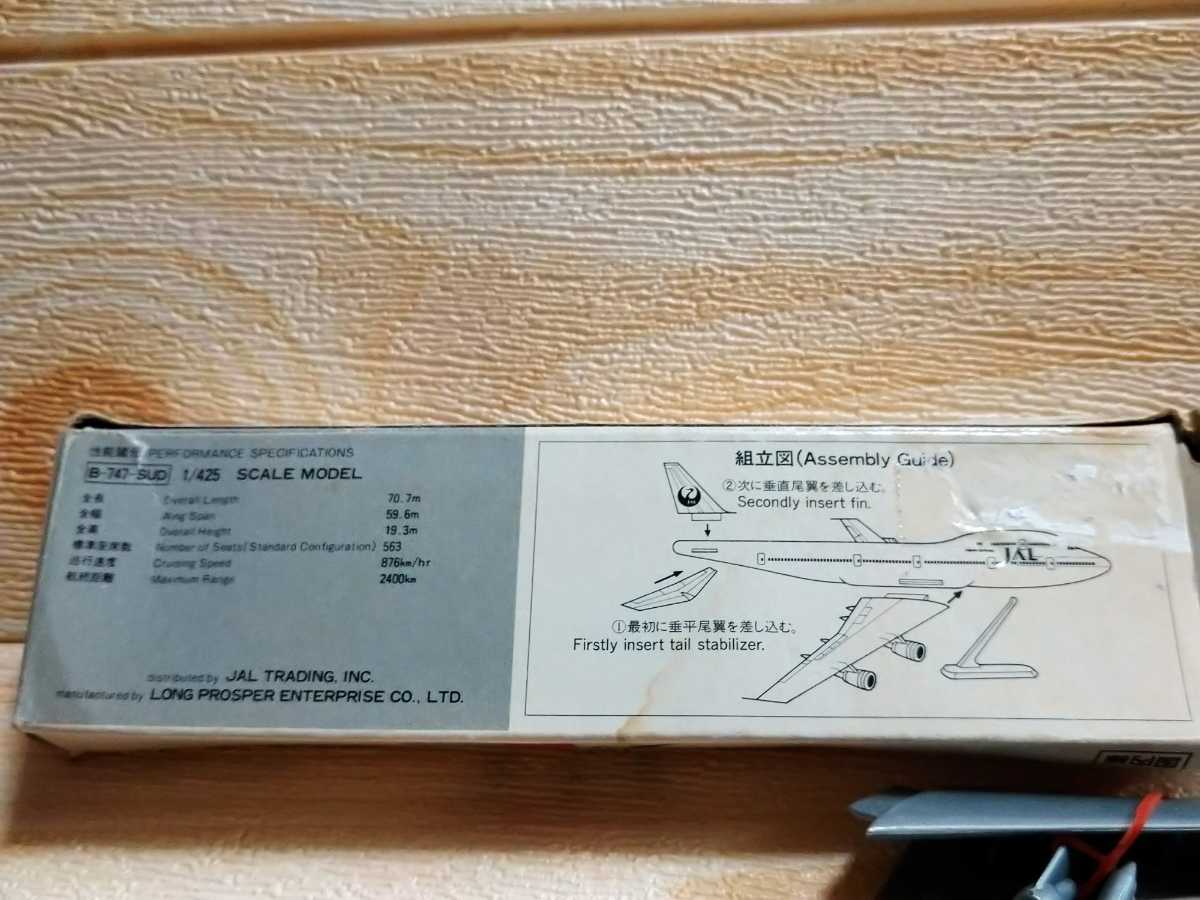 性能諸元 PERFORMANCE SPECIFICATIONS
B-747-Sup 1/425 SCALE MODEL
全長 Overall Length 70.7m
全幅 Wing Span 59.6m
全高 Overall Height 19.3m
標準座席数 Number of Seats (Standard Configuration) 563
巡行速度 Cruising Speed 876km/hr
航続距離 Maximum Range 2400km
distributed by JAL TRADING, INC.
manufactured by LONG PROSPER ENTERPRISE CO., LTD.
組立図 (Assembly Guide)
②次に垂直尾翼を差し込む。
Secondly insert fin.
JAL
①最初に垂平尾翼を差し込む。
Firstly insert tail stabilizer.